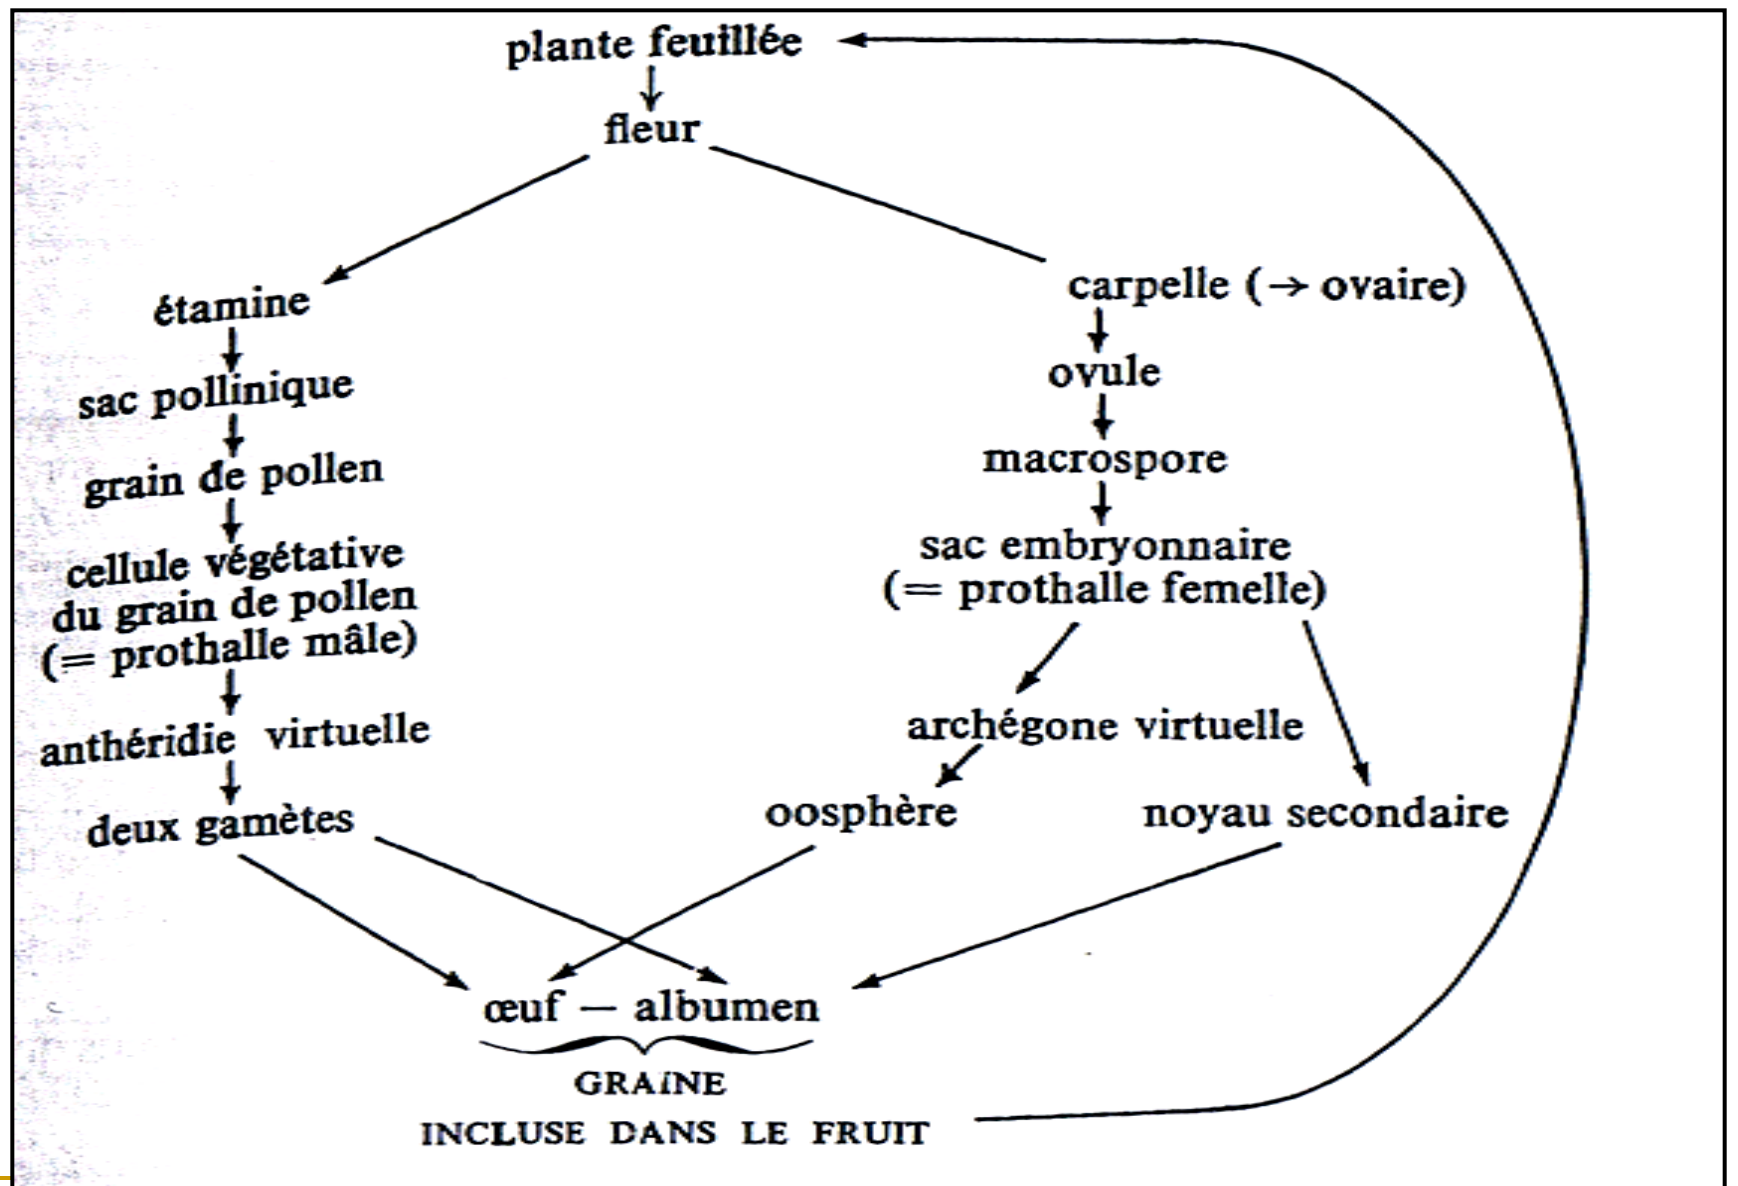 plante feuillée
fleur
étamine
sac pollinique
grain de pollen
cellule végétative
du grain de pollen
(= prothalle mâle)
anthéridie virtuelle
deux gamètes
carpelle (→ ovaire)
ovule
macrospore
sac embryonnaire
(= prothalle femelle)
archégone virtuelle
oosphère
noyau secondaire
œuf — albumen
GRAINE
INCLUSE DANS LE FRUIT